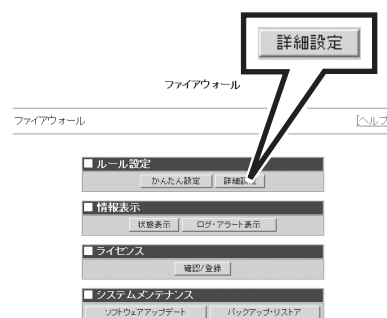 詳細設定
ファイアウォール
ファイアウォール [ヘルプ
■ ルール設定
かんたん設定 詳細設定
■ 情報表示
状態表示 ログ・アラート表示
■ ライセンス
確認/登録
■ システムメンテナンス
ソフトウェアアップデート バックアップ・リストア